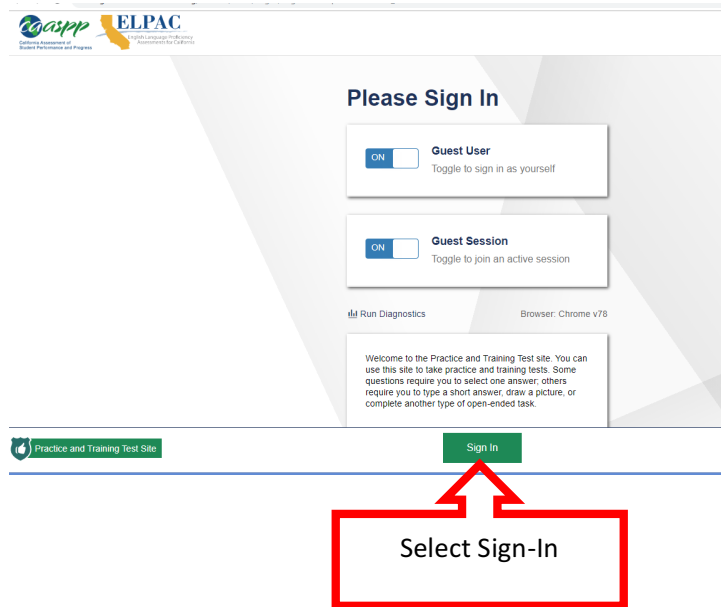 caaspp
California Assessment of
Student Performance and Progress
ELPAC
English Language Proficiency
Assessments for California
Please Sign In
ON
Guest User
Toggle to sign in as yourself
ON
Guest Session
Toggle to join an active session
Run Diagnostics
Browser: Chrome v78
Welcome to the Practice and Training Test site. You can
use this site to take practice and training tests. Some
questions require you to select one answer; others
require you to type a short answer, draw a picture, or
complete another type of open-ended task.
Practice and Training Test Site
Sign In
Select Sign-In